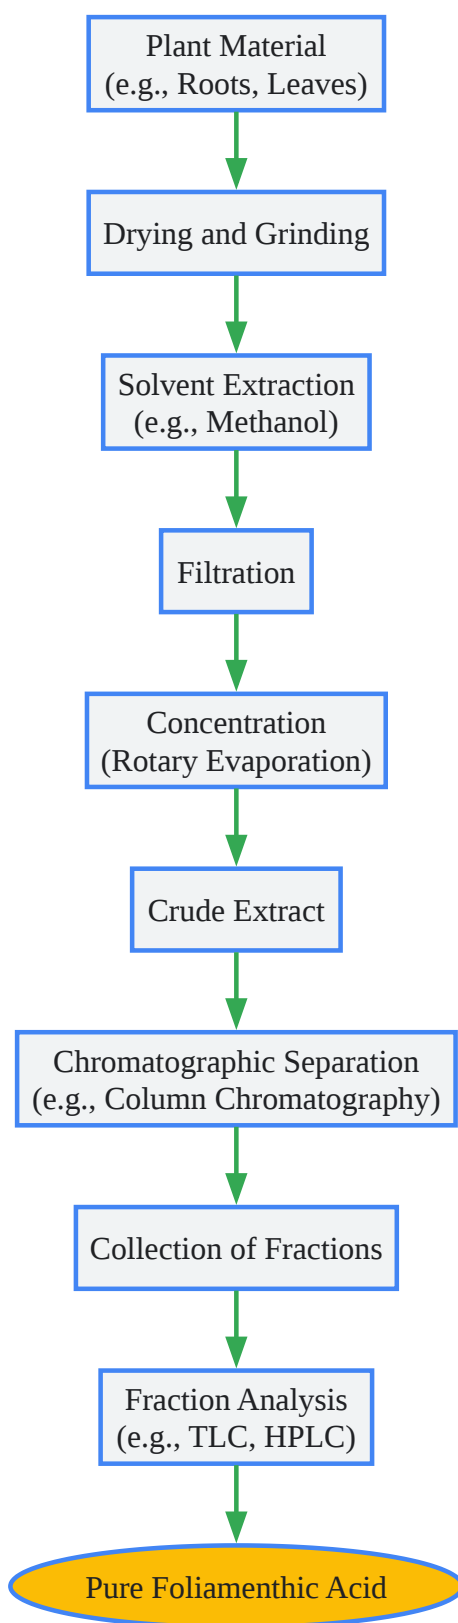 Plant Material
(e.g., Roots, Leaves)
Drying and Grinding
Solvent Extraction
(e.g., Methanol)
Filtration
Concentration
(Rotary Evaporation)
Crude Extract
Chromatographic Separation
(e.g., Column Chromatography)
Collection of Fractions
Fraction Analysis
(e.g., TLC, HPLC)
Pure Foliamenthic Acid